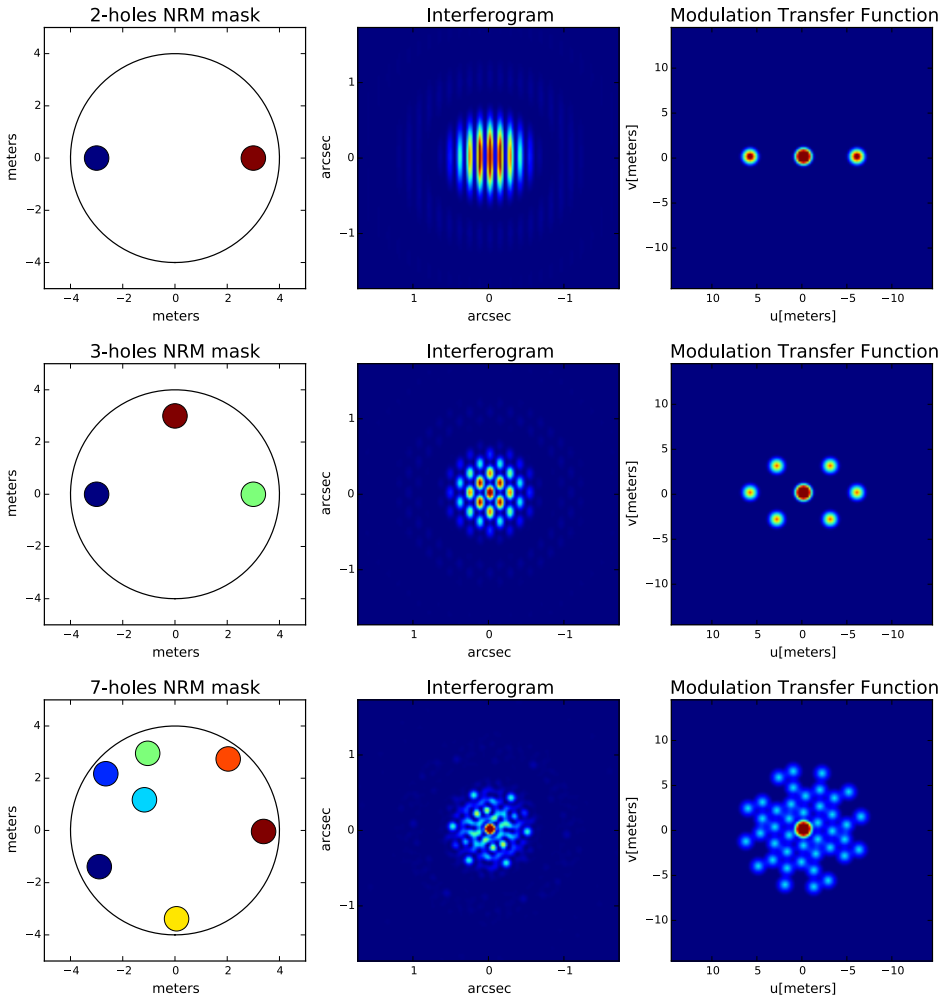 2-holes NRM mask
Interferogram
Modulation Transfer Function
meters
4
2
0
−2
−4
−4
−2
0
2
4
meters
arcsec
1
0
−1
1
0
−1
arcsec
v[meters]
10
5
0
−5
−10
10
5
0
-5
-10
u[meters]
3-holes NRM mask
Interferogram
Modulation Transfer Function
meters
4
2
0
−2
−4
−4
−2
0
2
4
meters
arcsec
1
0
−1
1
0
−1
arcsec
v[meters]
10
5
0
−5
−10
10
5
0
-5
-10
u[meters]
7-holes NRM mask
Interferogram
Modulation Transfer Function
meters
4
2
0
−2
−4
−4
−2
0
2
4
meters
arcsec
1
0
−1
1
0
−1
arcsec
v[meters]
10
5
0
−5
−10
10
5
0
-5
-10
u[meters]